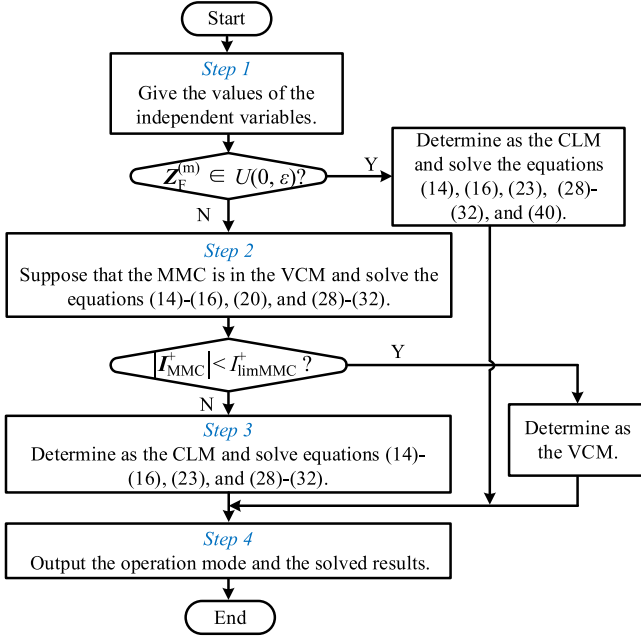 Start
Step 1
Give the values of the
independent variables.
Z_F^(m) ∈ U(0, ε)?
Y
N
Determine as the CLM
and solve the equations
(14), (16), (23), (28)-
(32), and (40).
Step 2
Suppose that the MMC is in the VCM and solve the
equations (14)-(16), (20), and (28)-(32).
|I_MMC^+| < I_limMMC^+ ?
Y
N
Step 3
Determine as the CLM and solve equations (14)-
(16), (23), and (28)-(32).
Determine as
the VCM.
Step 4
Output the operation mode and the solved results.
End